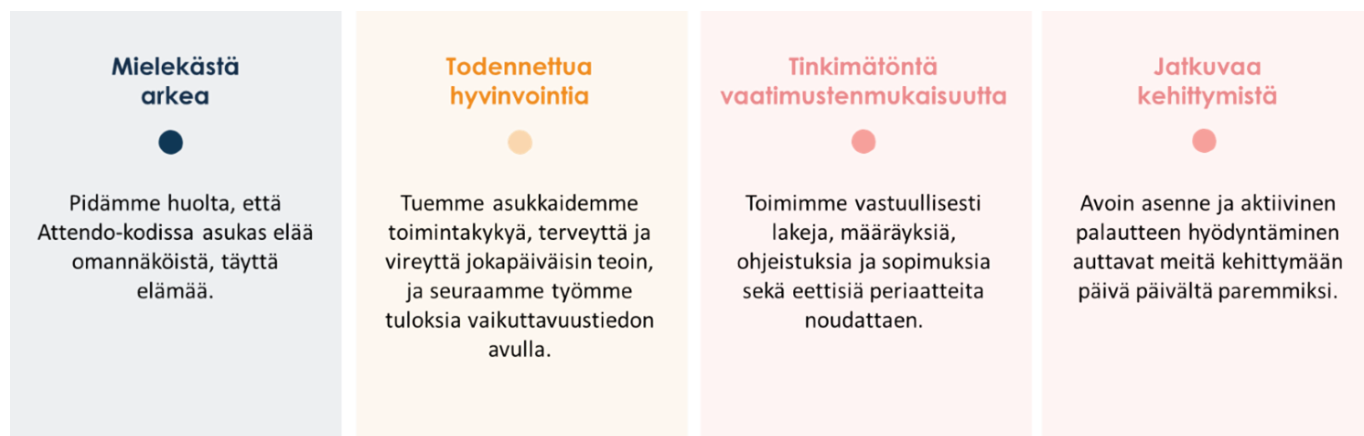 Mielekästä
arkea
Pidämme huolta, että
Attendo-kodissa asukas elää
omannäköistä, täyttä
elämää.
Todennettua
hyvinvointia
Tuemme asukkaidemme
toimintakykyä, terveyttä ja
vireyttä jokapäiväisin teoin,
ja seuraamme työmme
tuloksia vaikuttavuustiedon
avulla.
Tinkimätöntä
vaatimustenmukaisuutta
Toimimme vastuullisesti
lakeja, määräyksiä,
ohjeistuksia ja sopimuksia
sekä eettisiä periaatteita
noudattaen.
Jatkuvaa
kehittymistä
Avoin asenne ja aktiivinen
palautteen hyödyntäminen
auttavat meitä kehittymään
päivä päivältä paremmiksi.